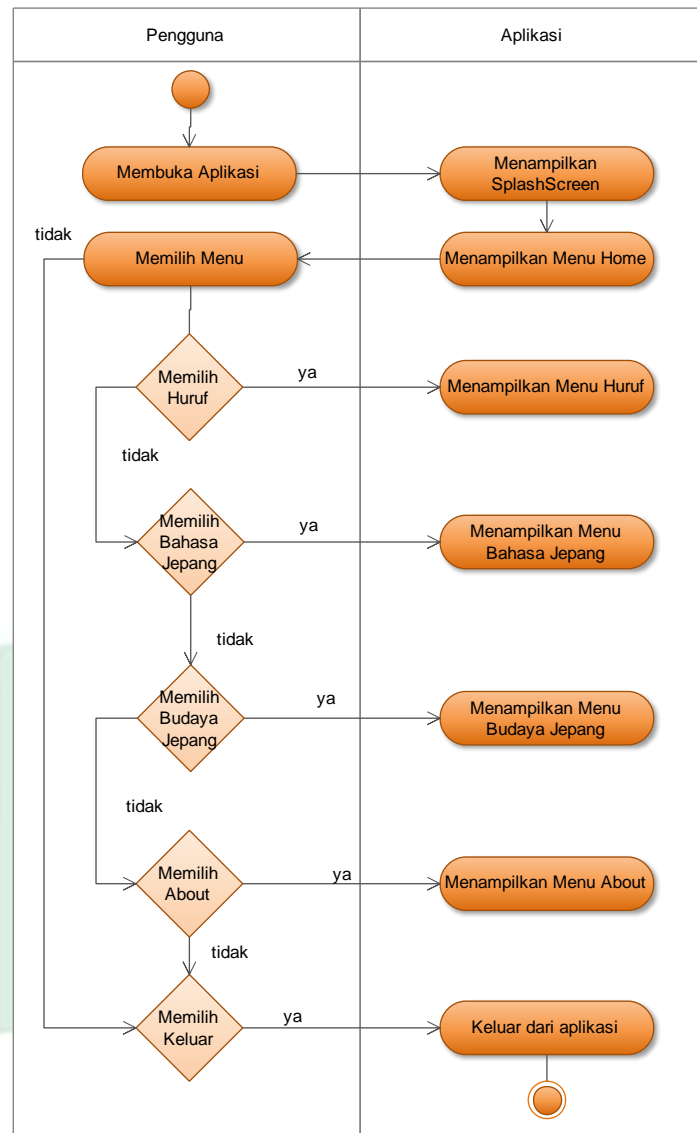 Pengguna
Aplikasi
Membuka Aplikasi
Menampilkan
SplashScreen
tidak
Memilih Menu
Menampilkan Menu Home
Memilih
Huruf
ya
Menampilkan Menu Huruf
tidak
Memilih
Bahasa
Jepang
ya
Menampilkan Menu
Bahasa Jepang
tidak
Memilih
Budaya
Jepang
ya
Menampilkan Menu
Budaya Jepang
tidak
Memilih
About
ya
Menampilkan Menu About
tidak
Memilih
Keluar
ya
Keluar dari aplikasi